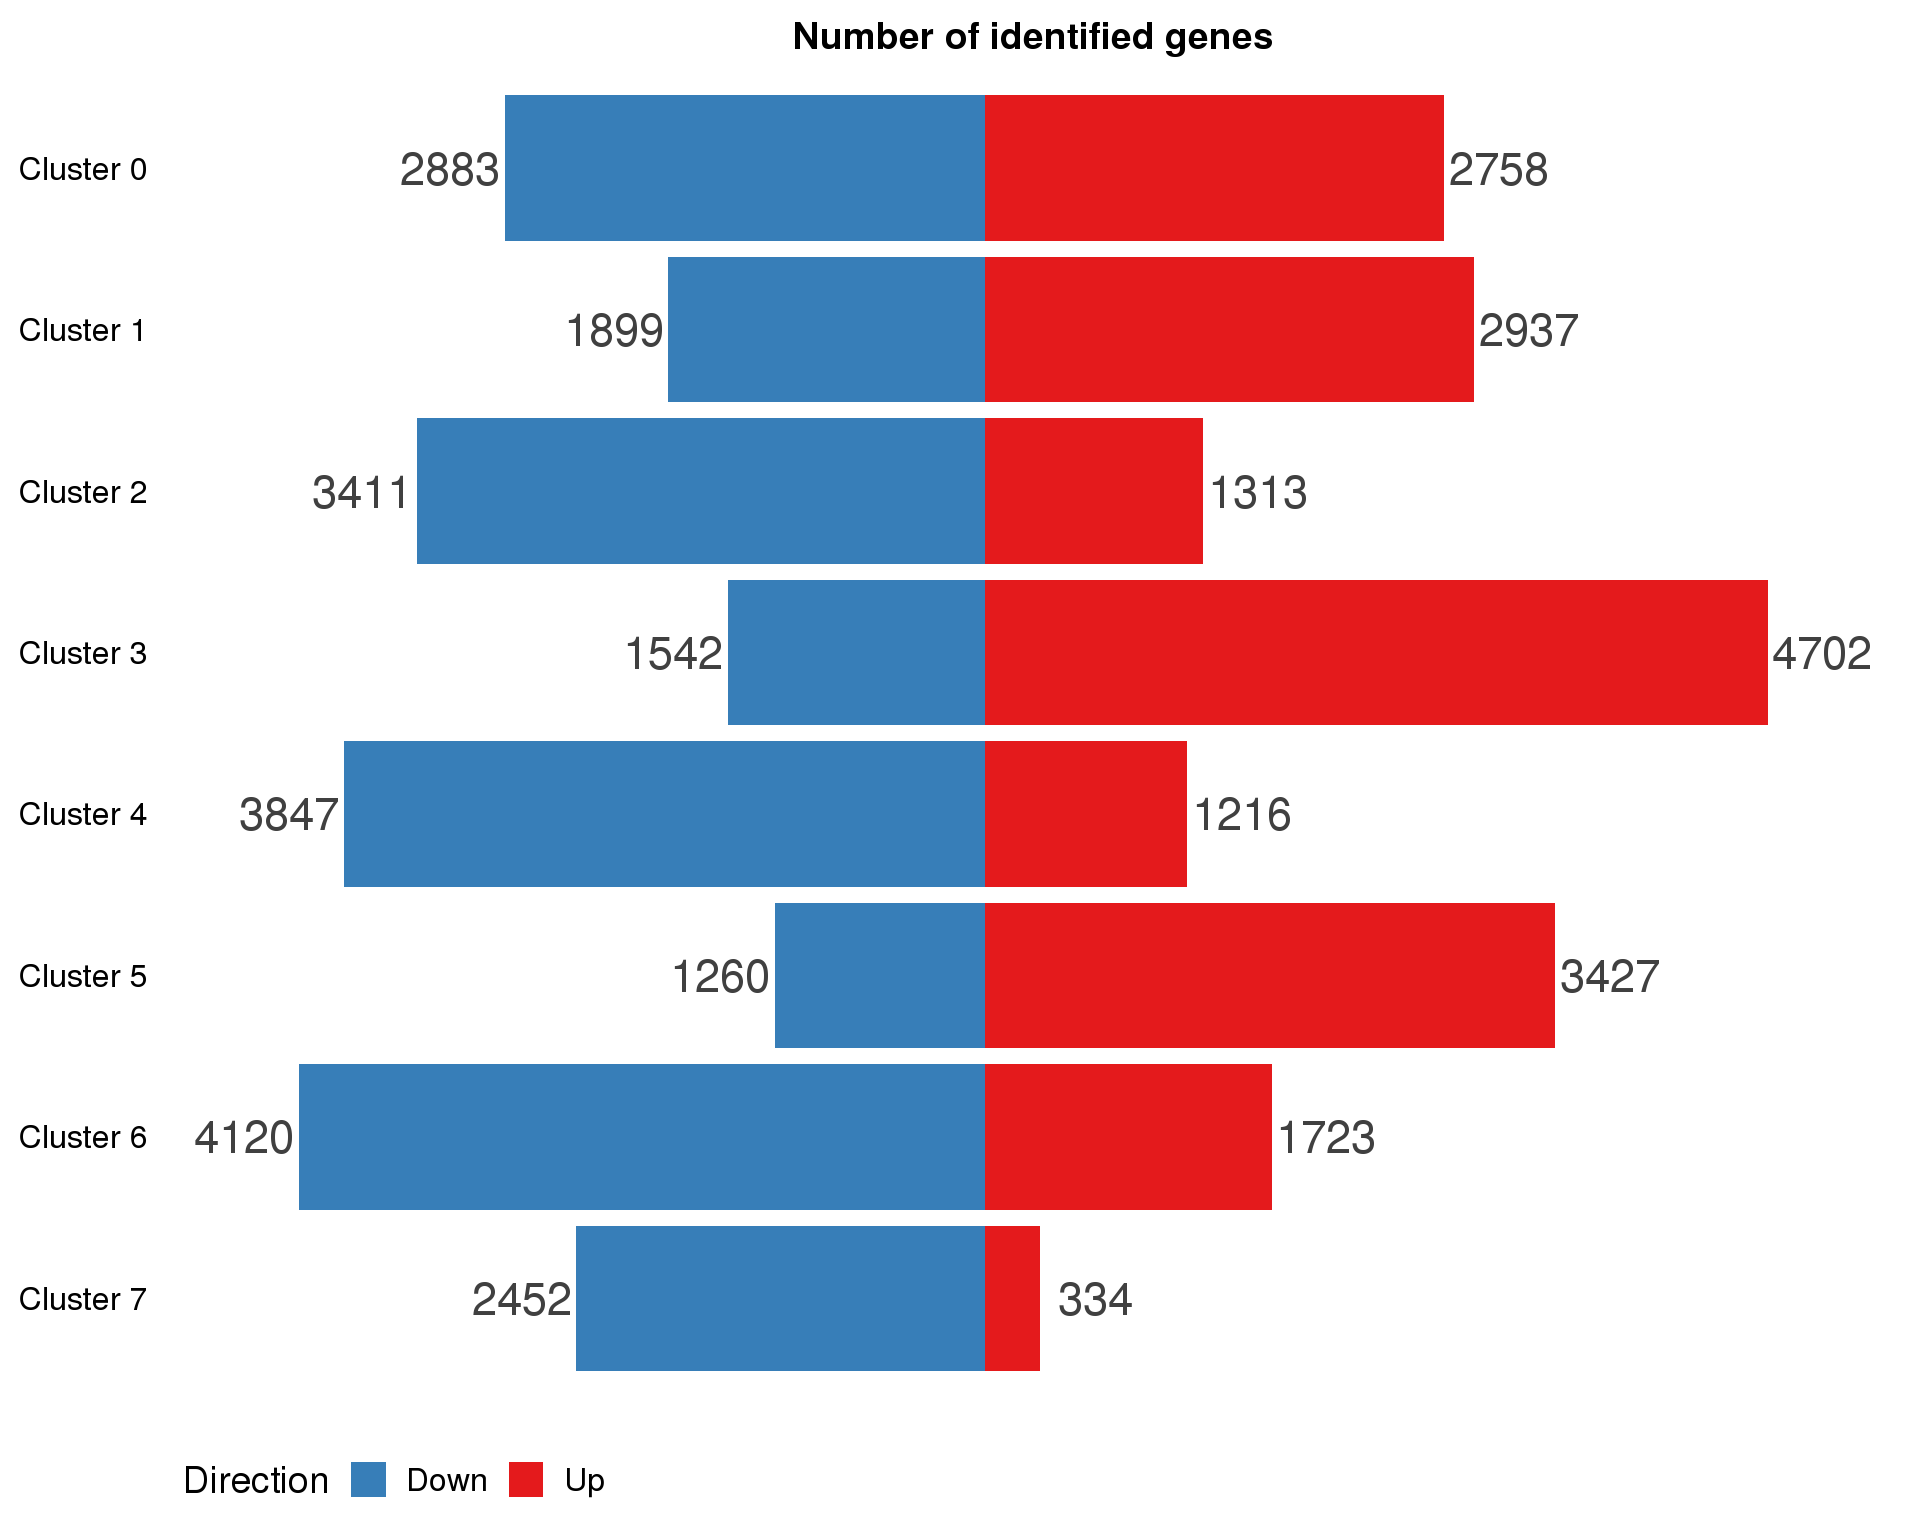 Number of identified genes
Cluster 0 2883 2758
Cluster 1 1899 2937
Cluster 2 3411 1313
Cluster 3 1542 4702
Cluster 4 3847 1216
Cluster 5 1260 3427
Cluster 6 4120 1723
Cluster 7 2452 334
Direction Down Up